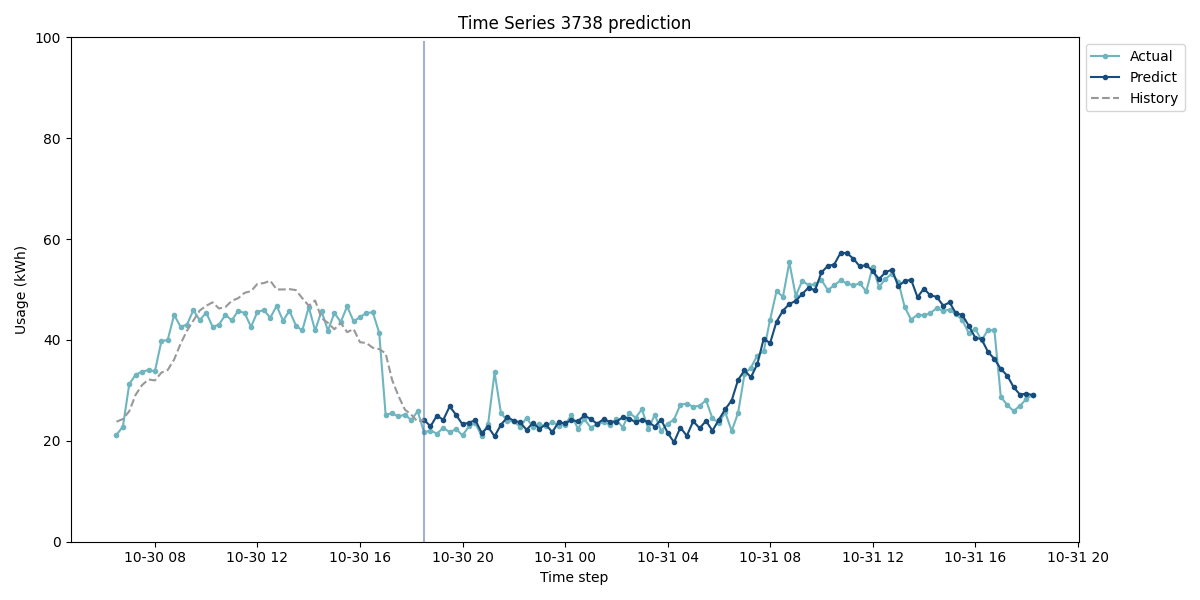 Time Series 3738 prediction
Usage (kWh)
100
80
60
40
20
0
10-30 08
10-30 12
10-30 16
10-30 20
10-31 00
10-31 04
10-31 08
10-31 12
10-31 16
10-31 20
Time step
Actual
Predict
History